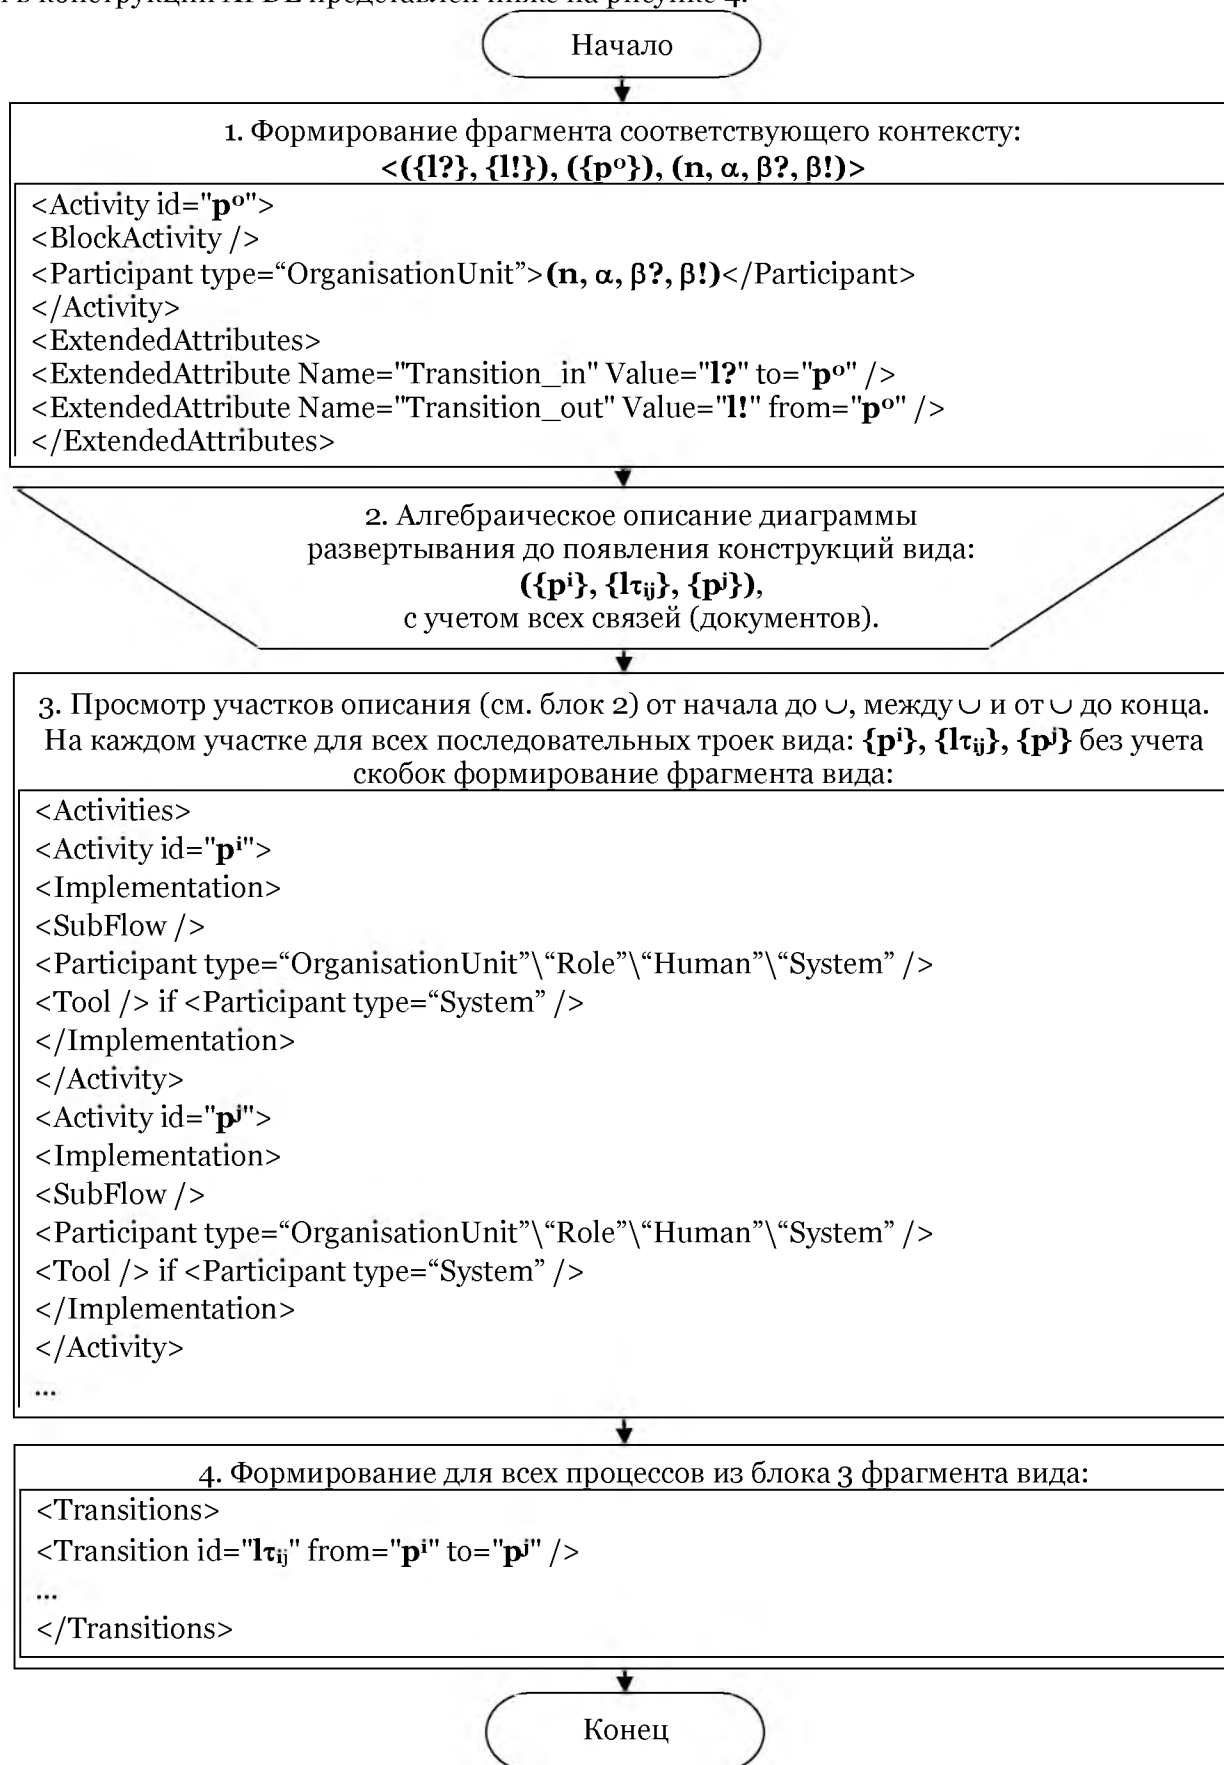 конструкции
представлен ниже на рисунке 4.
Начало
1. Формирование фрагмента соответствующего контексту:
<({l?}, {l!}), ({pᵒ}), (n, α, β?, β!)>
<Activity id="pᵒ">
<BlockActivity />
<Participant type=“OrganisationUnit”>(n, α, β?, β!)</Participant>
</Activity>
<ExtendedAttributes>
<ExtendedAttribute Name="Transition_in" Value="l?" to="pᵒ" />
<ExtendedAttribute Name="Transition_out" Value="l!" from="pᵒ" />
</ExtendedAttributes>
2. Алгебраическое описание диаграммы
развертывания до появления конструкций вида:
({pⁱ}, {lτᵢⱼ}, {pʲ}),
с учетом всех связей (документов).
3. Просмотр участков описания (см. блок 2) от начала до ∪, между ∪ и от ∪ до конца.
На каждом участке для всех последовательных троек вида: {pⁱ}, {lτᵢⱼ}, {pʲ} без учета
скобок формирование фрагмента вида:
<Activities>
<Activity id="pⁱ">
<Implementation>
<SubFlow />
<Participant type=“OrganisationUnit”\“Role”\“Human”\“System” />
<Tool /> if <Participant type=“System” />
</Implementation>
</Activity>
<Activity id="pʲ">
<Implementation>
<SubFlow />
<Participant type=“OrganisationUnit”\“Role”\“Human”\“System” />
<Tool /> if <Participant type=“System” />
</Implementation>
</Activity>
...
4. Формирование для всех процессов из блока 3 фрагмента вида:
<Transitions>
<Transition id="lτᵢⱼ" from="pⁱ" to="pʲ" />
...
</Transitions>
Конец